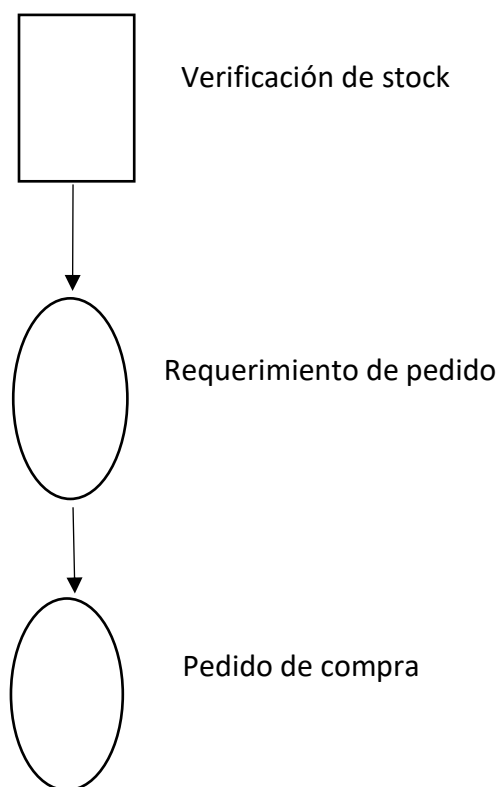 Verificación de stock
Requerimiento de pedido
Pedido de compra